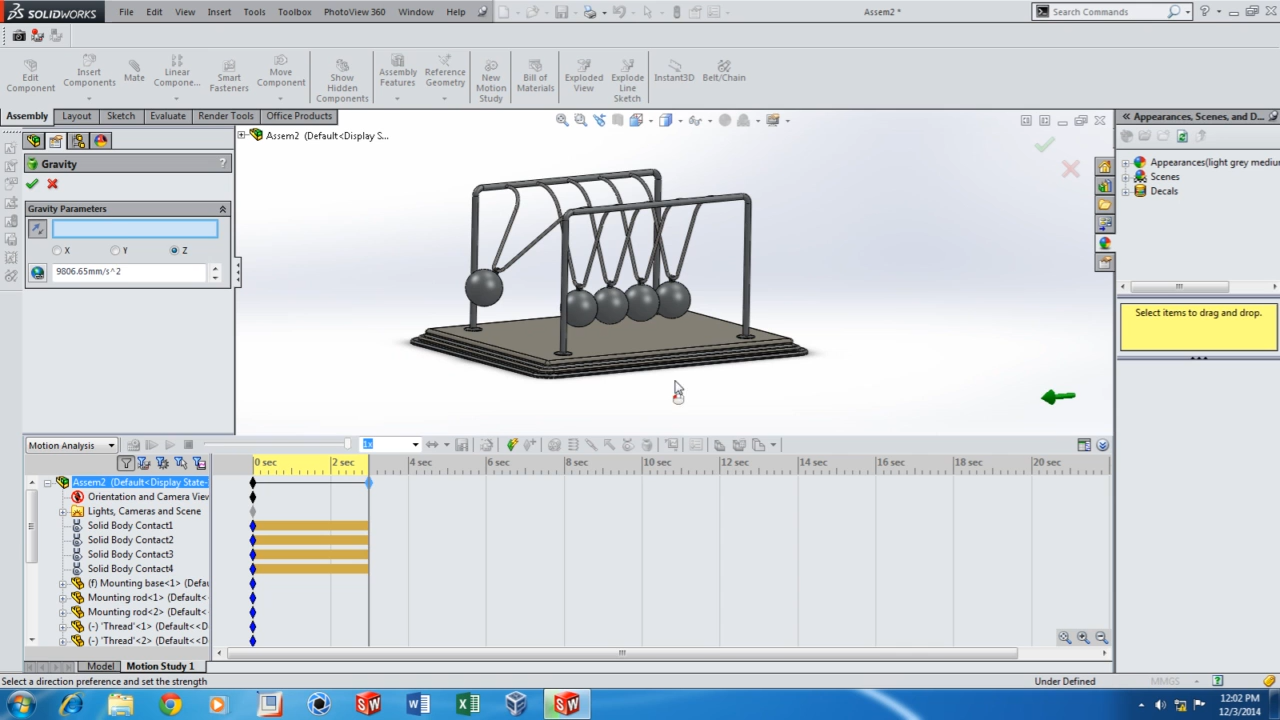 SOLIDWORKS File Edit View Insert Tools Toolbox PhotoView 360 Window Help Assem2 * Search Commands
Edit Component
Insert Components
Mate
Linear Compone...
Smart Fasteners
Move Component
Show Hidden Components
Assembly Features
Reference Geometry
New Motion Study
Bill of Materials
Exploded View
Explode Line Sketch
Instant3D
Belt/Chain
Assembly Layout Sketch Evaluate Render Tools Office Products
Appearances, Scenes, and D...
Assem2 (Default<Display S...
Gravity ?
Gravity Parameters
X Y Z
9806.65mm/s^2
Appearances(light grey mediu
Scenes
Decals
Select items to drag and drop.
Motion Analysis 1x
0 sec 2 sec 4 sec 6 sec 8 sec 10 sec 12 sec 14 sec 16 sec 18 sec 20 sec
Assem2 (Default<Display State-
Orientation and Camera View
Lights, Cameras and Scene
Solid Body Contact1
Solid Body Contact2
Solid Body Contact3
Solid Body Contact4
(f) Mounting base<1> (Defau
Mounting rod<1> (Default<
Mounting rod<2> (Default<
(-) 'Thread'<1> (Default<<D
(-) 'Thread'<2> (Default<<D
Model Motion Study 1
Select a direction preference and set the strength Under Defined MMGS
12:02 PM
12/3/2014